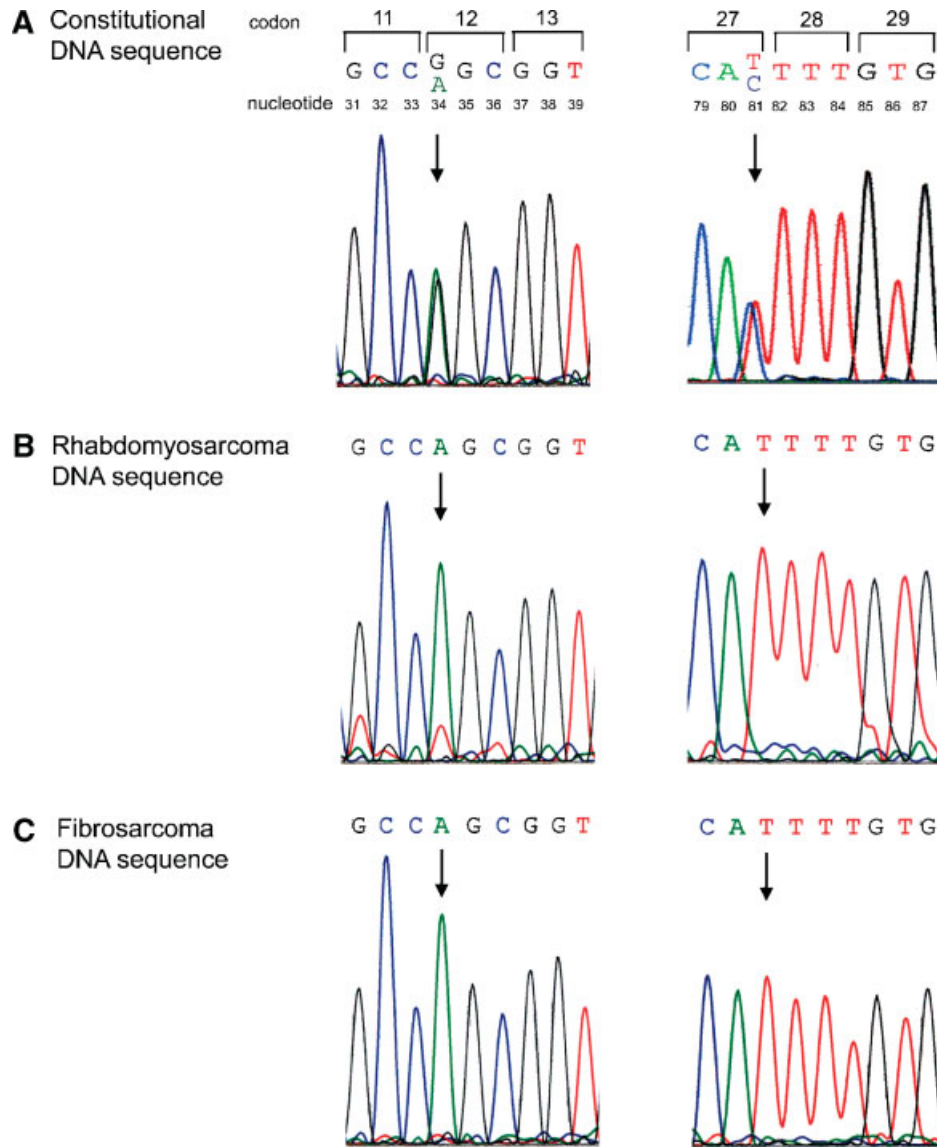 A Constitutional DNA sequence
codon 11 12 13 27 28 29
G C C G A G C G G T C A T C T T T G T G
nucleotide 31 32 33 34 35 36 37 38 39 79 80 81 82 83 84 85 86 87
B Rhabdomyosarcoma DNA sequence
G C C A G C G G T C A T T T T G T G
C Fibrosarcoma DNA sequence
G C C A G C G G T C A T T T T G T G